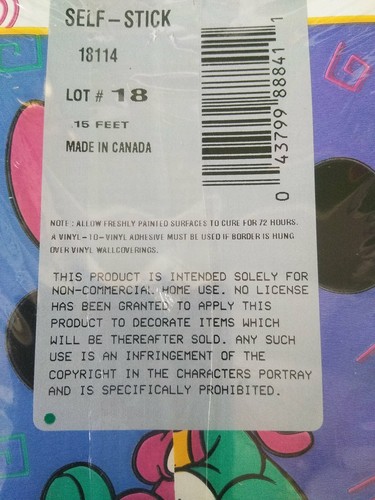 SELF-STICK
18114
LOT # 18
15 FEET
MADE IN CANADA
0 43799 88841 1
NOTE: ALLOW FRESHLY PAINTED SURFACES TO CURE FOR 72 HOURS.
A VINYL-TO-VINYL ADHESIVE MUST BE USED IF BORDER IS HUNG
OVER VINYL WALLCOVERINGS.
THIS PRODUCT IS INTENDED SOLELY FOR
NON-COMMERCIAL HOME USE. NO LICENSE
HAS BEEN GRANTED TO APPLY THIS
PRODUCT TO DECORATE ITEMS WHICH
WILL BE THEREAFTER SOLD. ANY SUCH
USE IS AN INFRINGEMENT OF THE
COPYRIGHT IN THE CHARACTERS PORTRAY
AND IS SPECIFICALLY PROHIBITED.